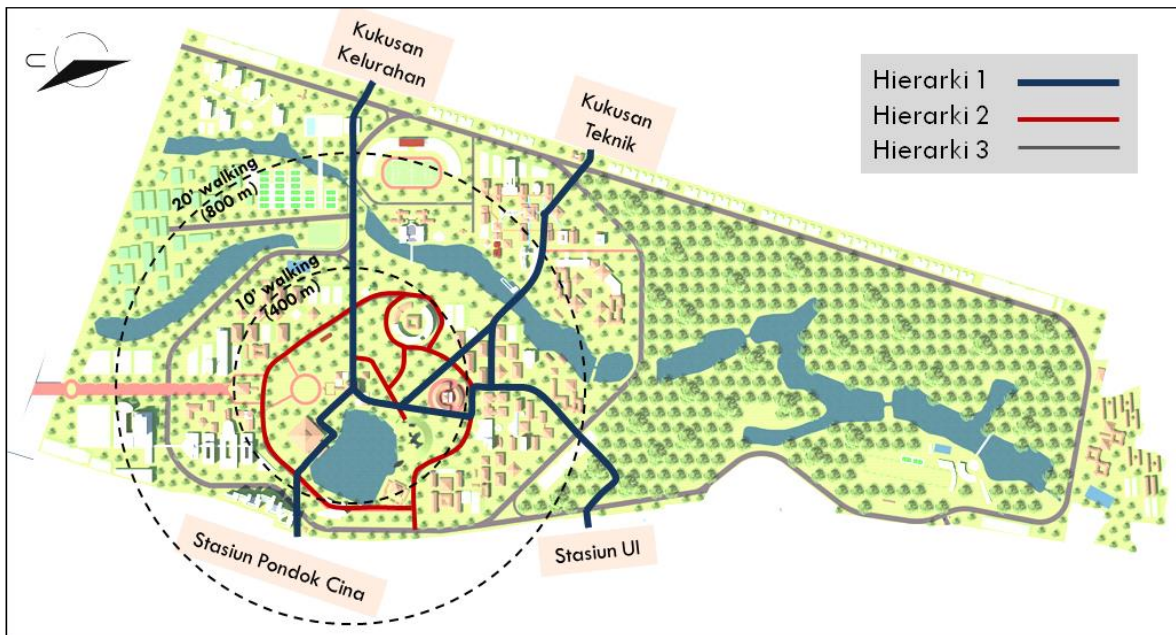 U
Kukusan
Kelurahan
Kukusan
Teknik
Hierarki 1
Hierarki 2
Hierarki 3
20' walking
(800 m)
10' walking
(400 m)
Stasiun Pondok Cina
Stasiun UI